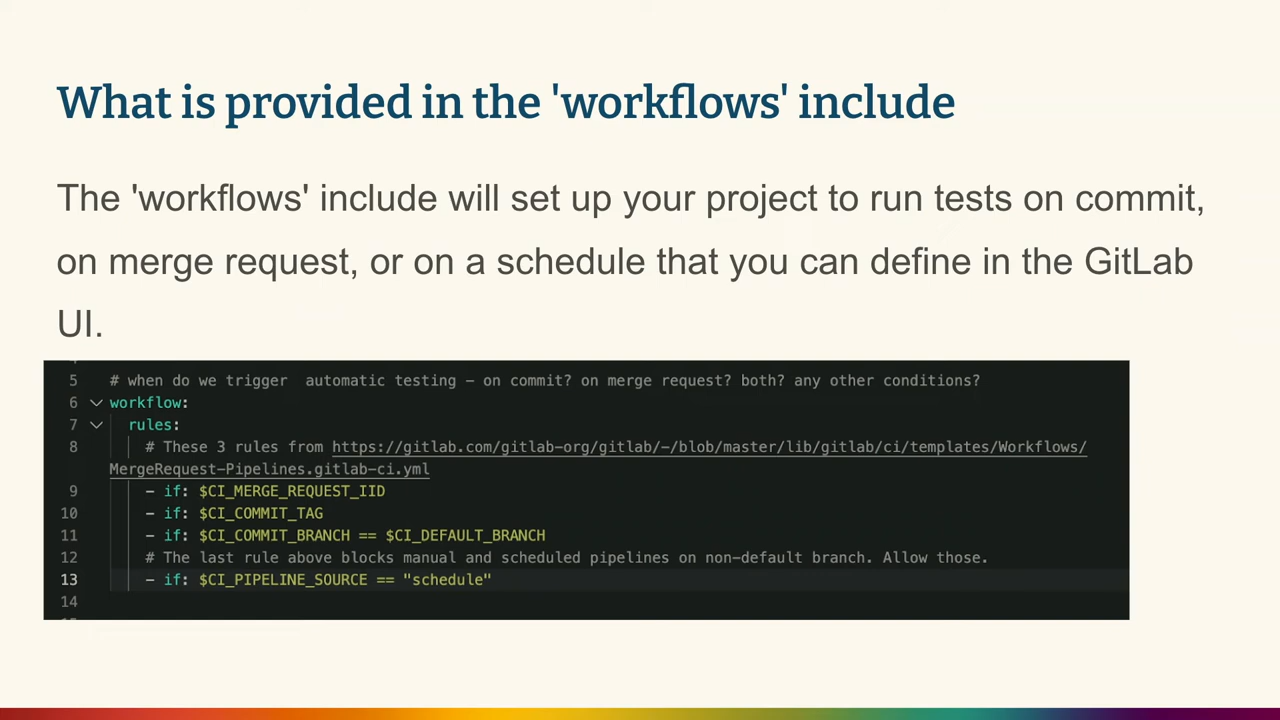 What is provided in the 'workflows' include
The 'workflows' include will set up your project to run tests on commit,
on merge request, or on a schedule that you can define in the GitLab
UI.
5 # when do we trigger  automatic testing – on commit? on merge request? both? any other conditions?
6 workflow:
7 rules:
8 # These 3 rules from https://gitlab.com/gitlab-org/gitlab/-/blob/master/lib/gitlab/ci/templates/Workflows/
MergeRequest-Pipelines.gitlab-ci.yml
9 - if: $CI_MERGE_REQUEST_IID
10 - if: $CI_COMMIT_TAG
11 - if: $CI_COMMIT_BRANCH == $CI_DEFAULT_BRANCH
12 # The last rule above blocks manual and scheduled pipelines on non-default branch. Allow those.
13 - if: $CI_PIPELINE_SOURCE == "schedule"
14